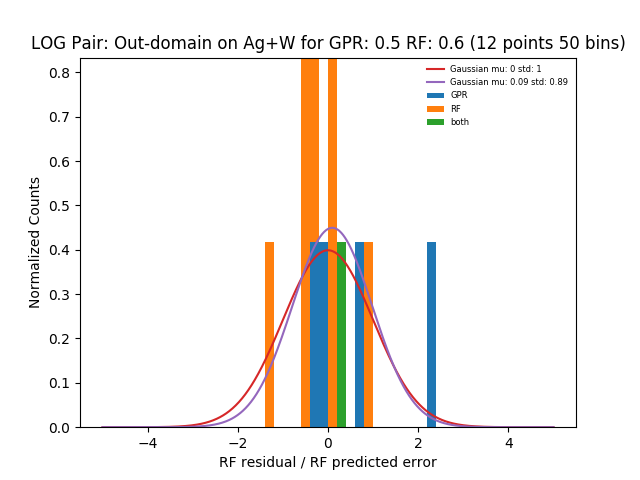 LOG Pair: Out-domain on Ag+W for GPR: 0.5 RF: 0.6 (12 points 50 bins)
Gaussian mu: 0 std: 1
Gaussian mu: 0.09 std: 0.89
GPR
RF
both
Normalized Counts
0.8
0.7
0.6
0.5
0.4
0.3
0.2
0.1
0.0
−4 −2 0 2 4
RF residual / RF predicted error